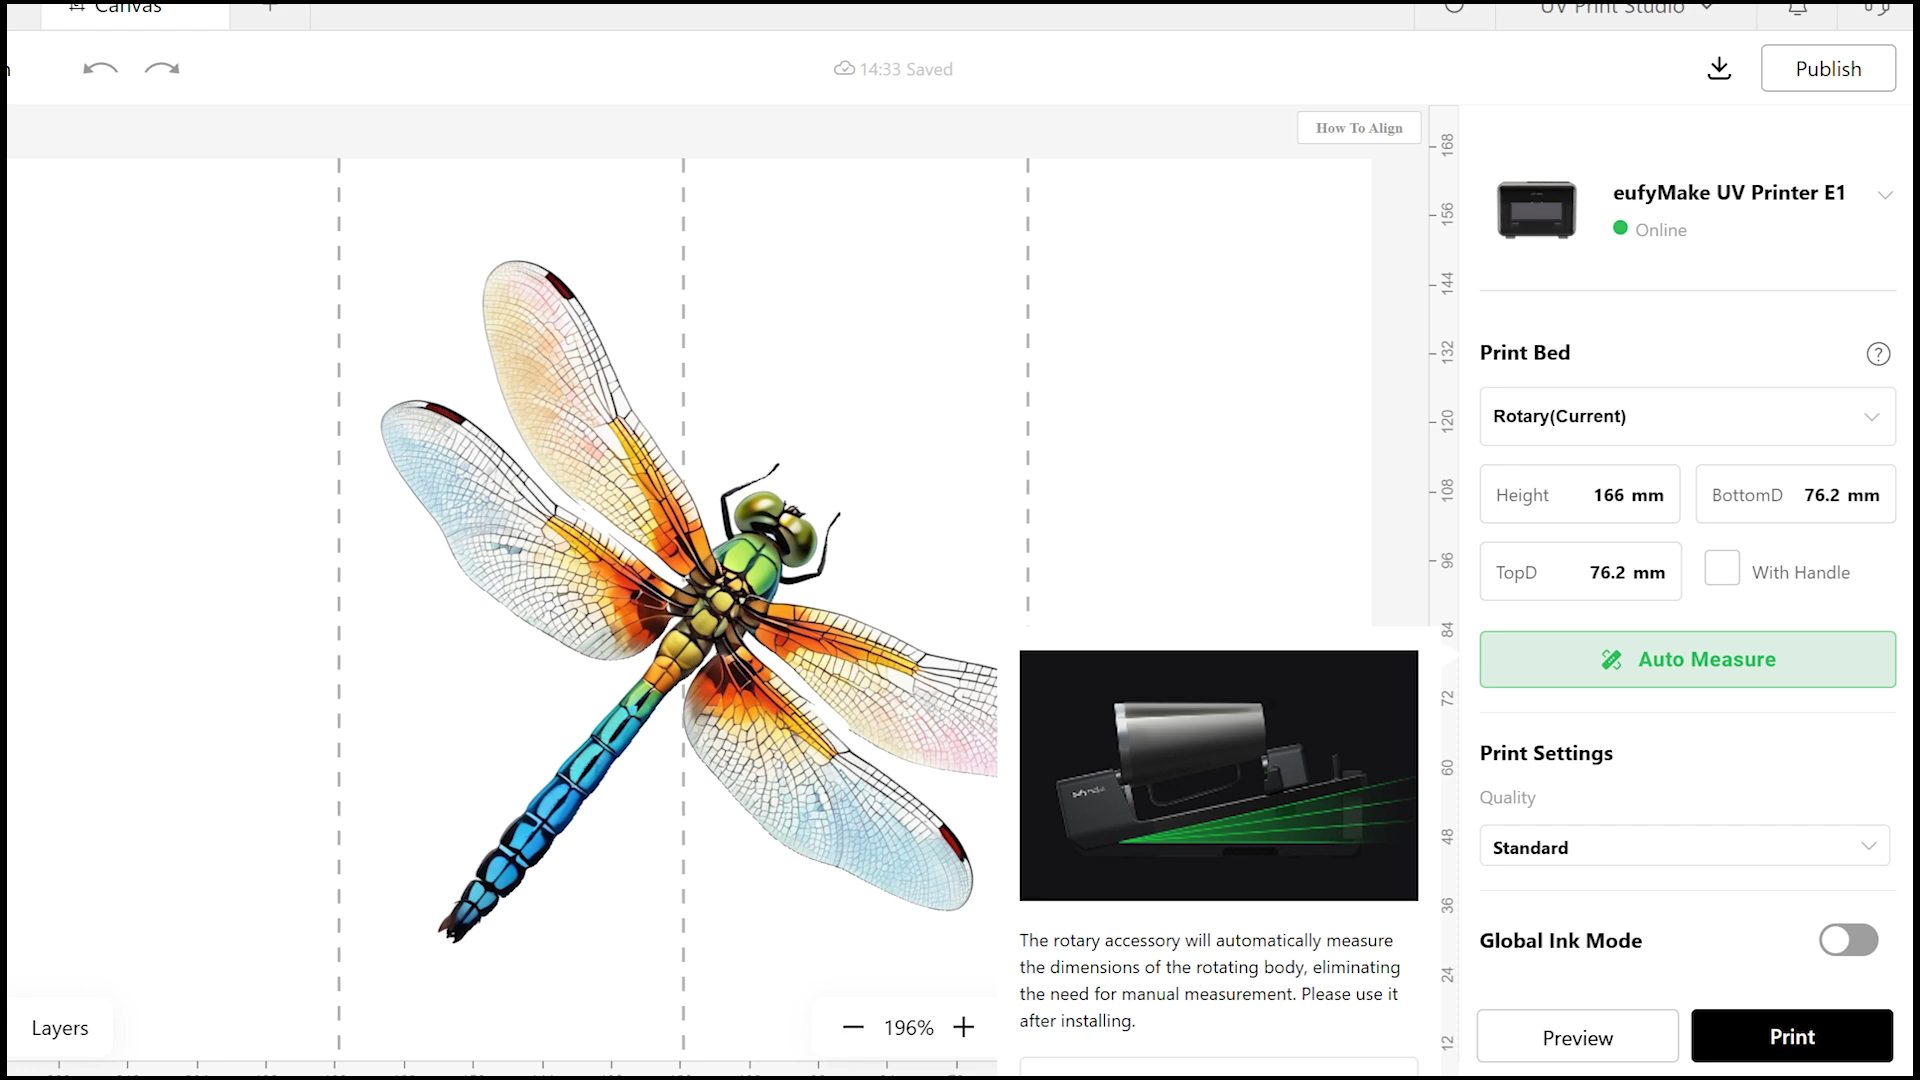 Canvas
UV Print Studio
14:33 Saved
Publish
How To Align
168
156
144
132
120
108
96
84
72
60
48
36
24
12
eufyMake UV Printer E1
Online
Print Bed
?
Rotary(Current)
Height 166 mm
BottomD 76.2 mm
TopD 76.2 mm
With Handle
Auto Measure
Print Settings
Quality
Standard
Global Ink Mode
Preview
Print
The rotary accessory will automatically measure
the dimensions of the rotating body, eliminating
the need for manual measurement. Please use it
after installing.
Layers
196%